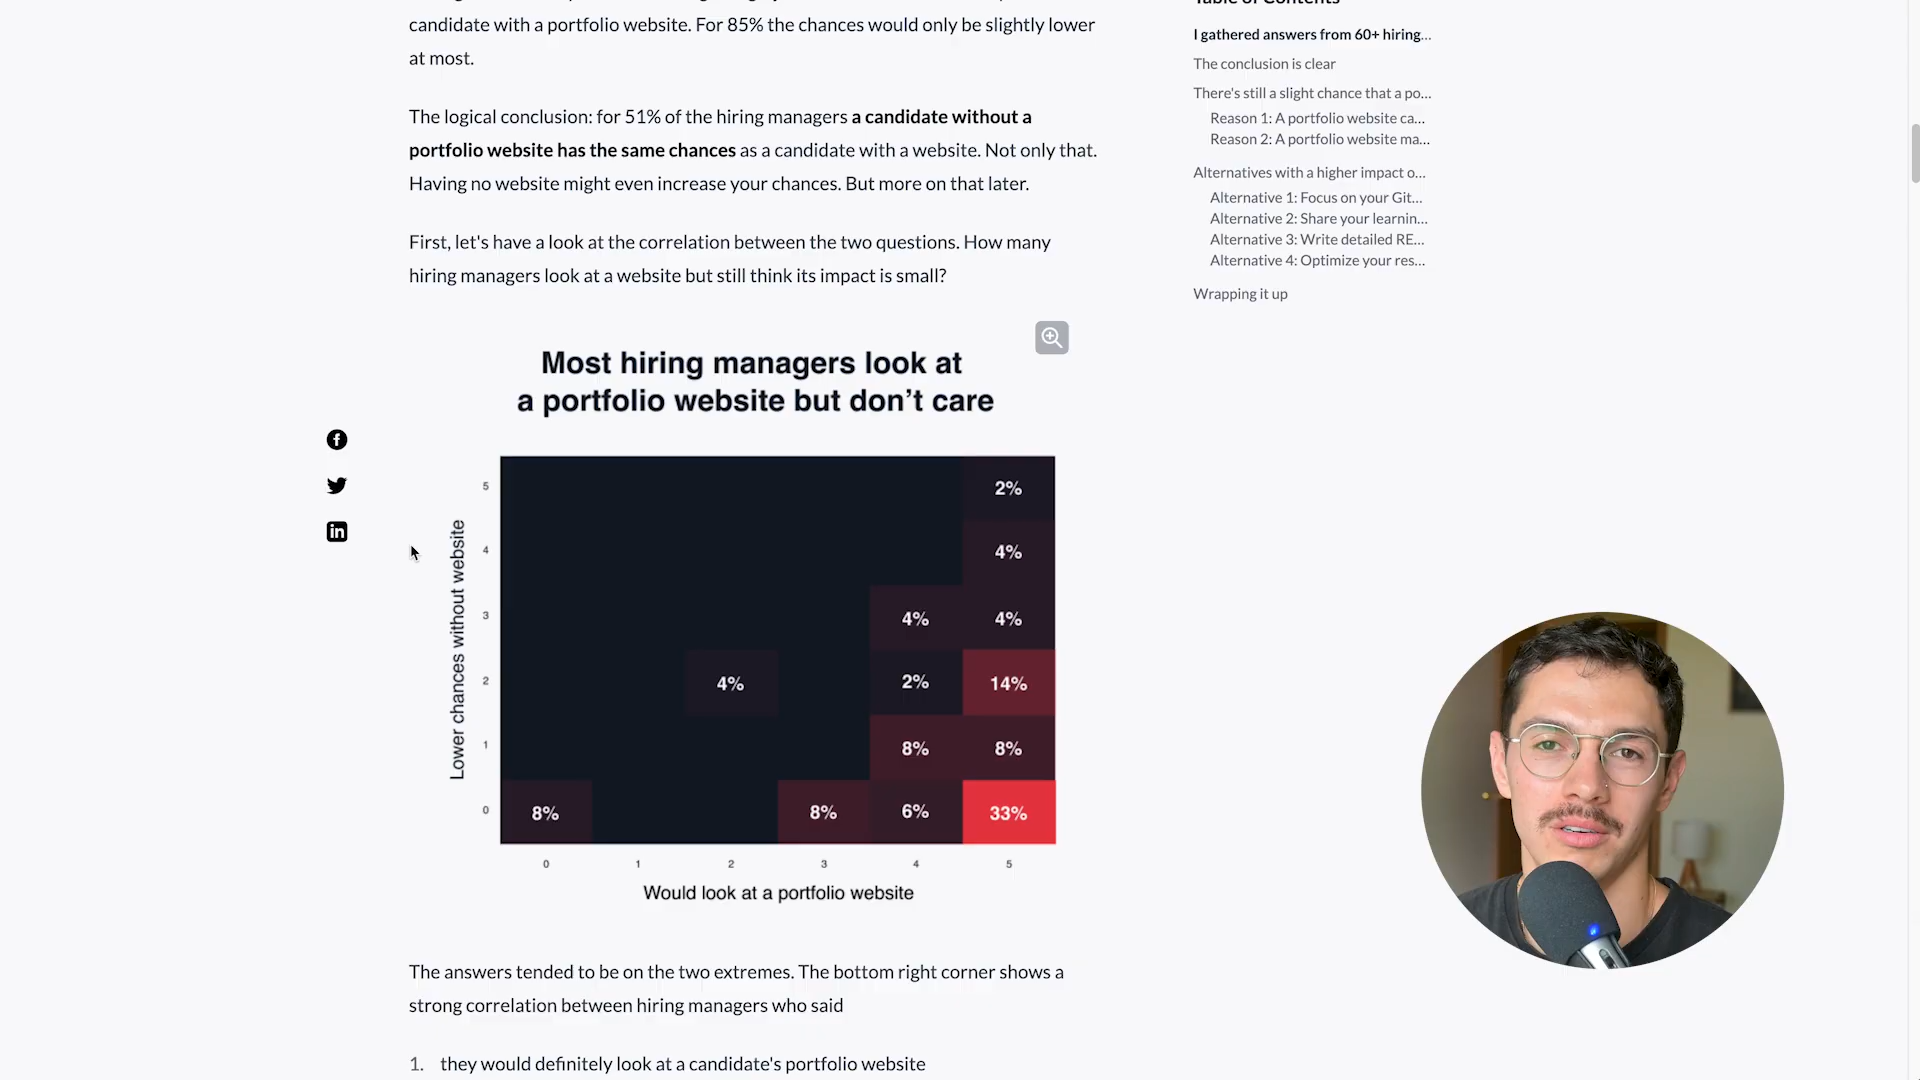 candidate with a portfolio website. For 85% the chances would only be slightly lower
at most.
The logical conclusion: for 51% of the hiring managers a candidate without a
portfolio website has the same chances as a candidate with a website. Not only that.
Having no website might even increase your chances. But more on that later.
First, let's have a look at the correlation between the two questions. How many
hiring managers look at a website but still think its impact is small?
Most hiring managers look at
a portfolio website but don’t care
Lower chances without website
5
2%
4
4%
3
4%
4%
2
4%
2%
14%
1
8%
8%
0
8%
8%
6%
33%
0
1
2
3
4
5
Would look at a portfolio website
The answers tended to be on the two extremes. The bottom right corner shows a
strong correlation between hiring managers who said
1. they would definitely look at a candidate's portfolio website
I gathered answers from 60+ hiring...
The conclusion is clear
There's still a slight chance that a po...
Reason 1: A portfolio website ca...
Reason 2: A portfolio website ma...
Alternatives with a higher impact o...
Alternative 1: Focus on your Git...
Alternative 2: Share your learnin...
Alternative 3: Write detailed RE...
Alternative 4: Optimize your res...
Wrapping it up